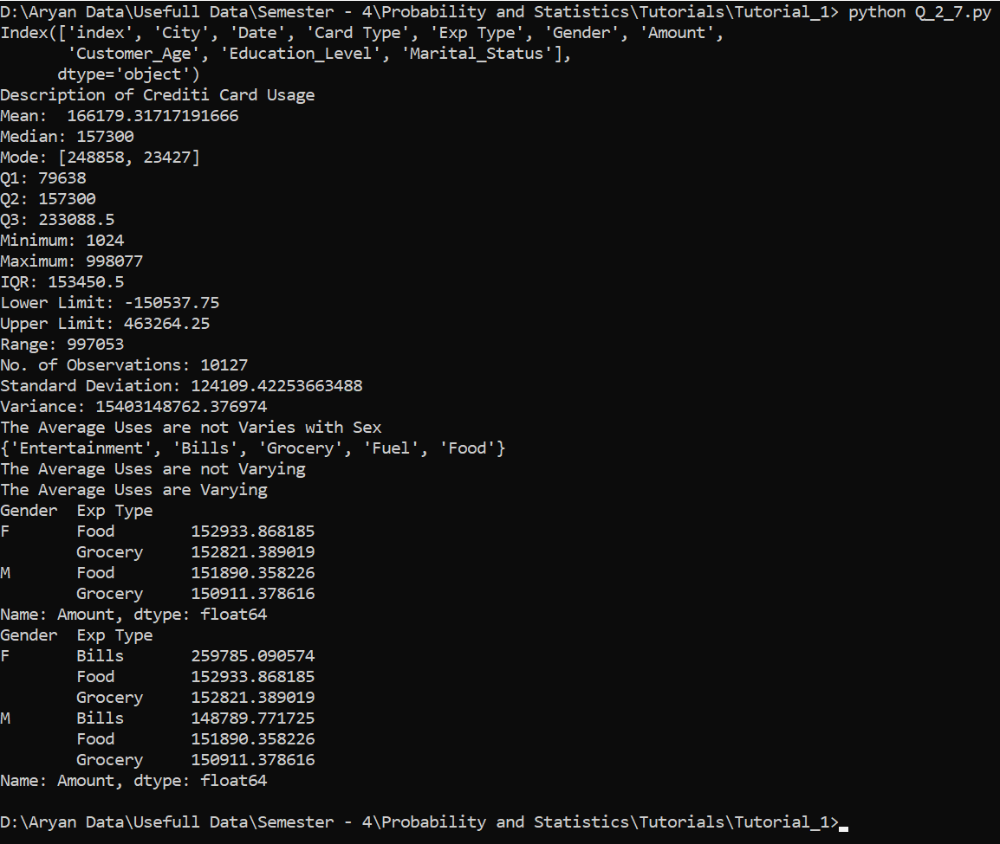 D:\Aryan Data\Usefull Data\Semester - 4\Probability and Statistics\Tutorials\Tutorial_1> python Q_2_7.py
Index(['index', 'City', 'Date', 'Card Type', 'Exp Type', 'Gender', 'Amount',
       'Customer_Age', 'Education_Level', 'Marital_Status'],
      dtype='object')
Description of Crediti Card Usage
Mean:  166179.31717191666
Median: 157300
Mode: [248858, 23427]
Q1: 79638
Q2: 157300
Q3: 233088.5
Minimum: 1024
Maximum: 998077
IQR: 153450.5
Lower Limit: -150537.75
Upper Limit: 463264.25
Range: 997053
No. of Observations: 10127
Standard Deviation: 124109.42253663488
Variance: 15403148762.376974
The Average Uses are not Varies with Sex
{'Entertainment', 'Bills', 'Grocery', 'Fuel', 'Food'}
The Average Uses are not Varying
The Average Uses are Varying
Gender  Exp Type
F       Food        152933.868185
        Grocery     152821.389019
M       Food        151890.358226
        Grocery     150911.378616
Name: Amount, dtype: float64
Gender  Exp Type
F       Bills       259785.090574
        Food        152933.868185
        Grocery     152821.389019
M       Bills       148789.771725
        Food        151890.358226
        Grocery     150911.378616
Name: Amount, dtype: float64
D:\Aryan Data\Usefull Data\Semester - 4\Probability and Statistics\Tutorials\Tutorial_1>